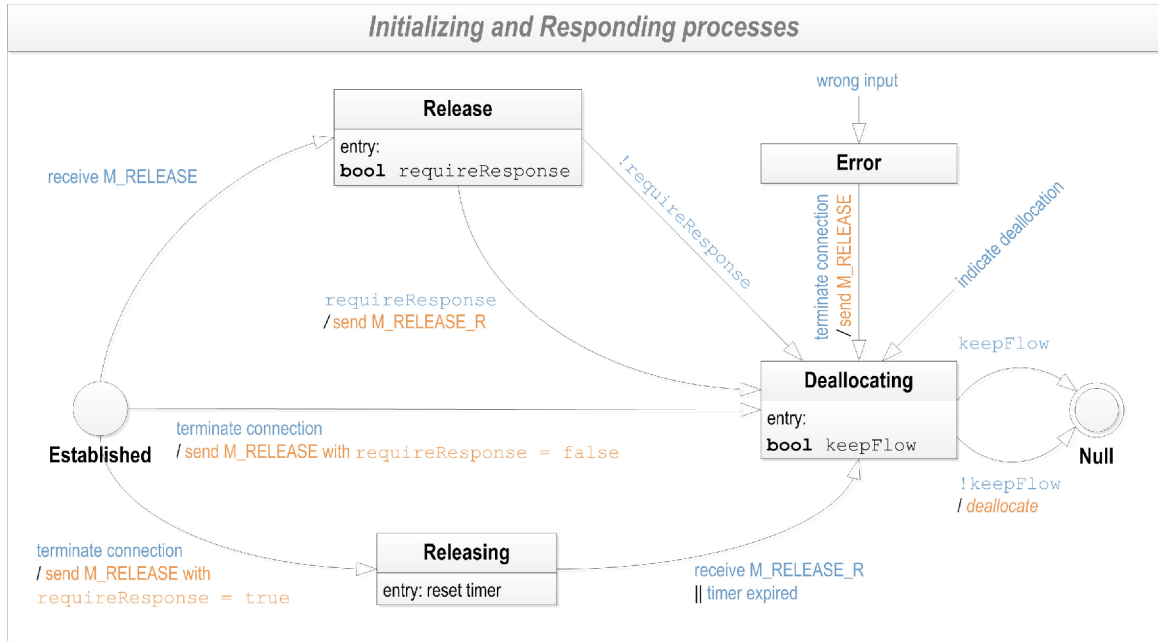 Initializing and Responding processes
wrong input
Release
entry:
bool requireResponse
receive M_RELEASE
!requireResponse
Error
terminate connection
/ send M_RELEASE
indicate deallocation
requireResponse
/ send M_RELEASE_R
keepFlow
Deallocating
entry:
bool keepFlow
Established
terminate connection
/ send M_RELEASE with requireResponse = false
Null
!keepFlow
/ deallocate
terminate connection
/ send M_RELEASE with
requireResponse = true
Releasing
entry: reset timer
receive M_RELEASE_R
|| timer expired